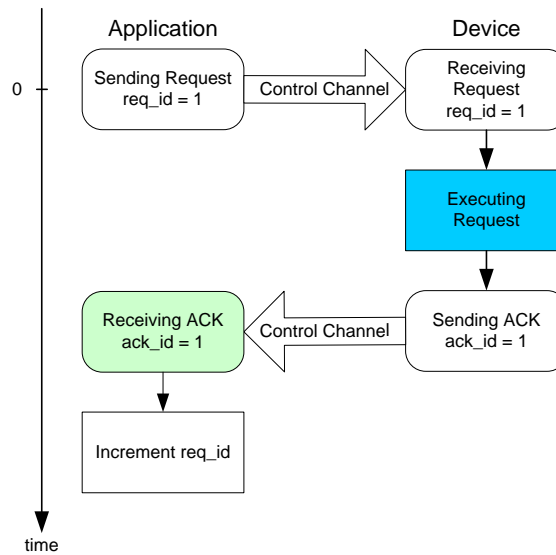 Application
Device
Sending Request
req_id = 1
Control Channel
Receiving
Request
req_id = 1
0
Executing
Request
Receiving ACK
ack_id = 1
Control Channel
Sending ACK
ack_id = 1
Increment req_id
time